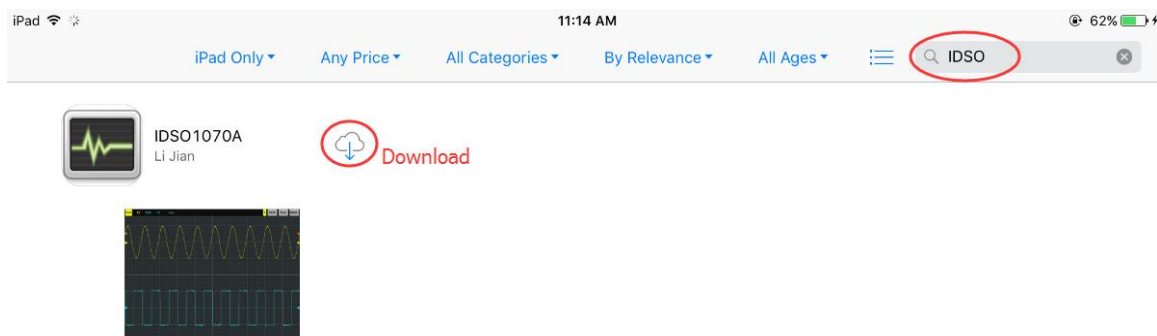 iPad 11:14 AM 62%
iPad Only Any Price All Categories By Relevance All Ages IDSO
IDSO1070A
Li Jian
Download